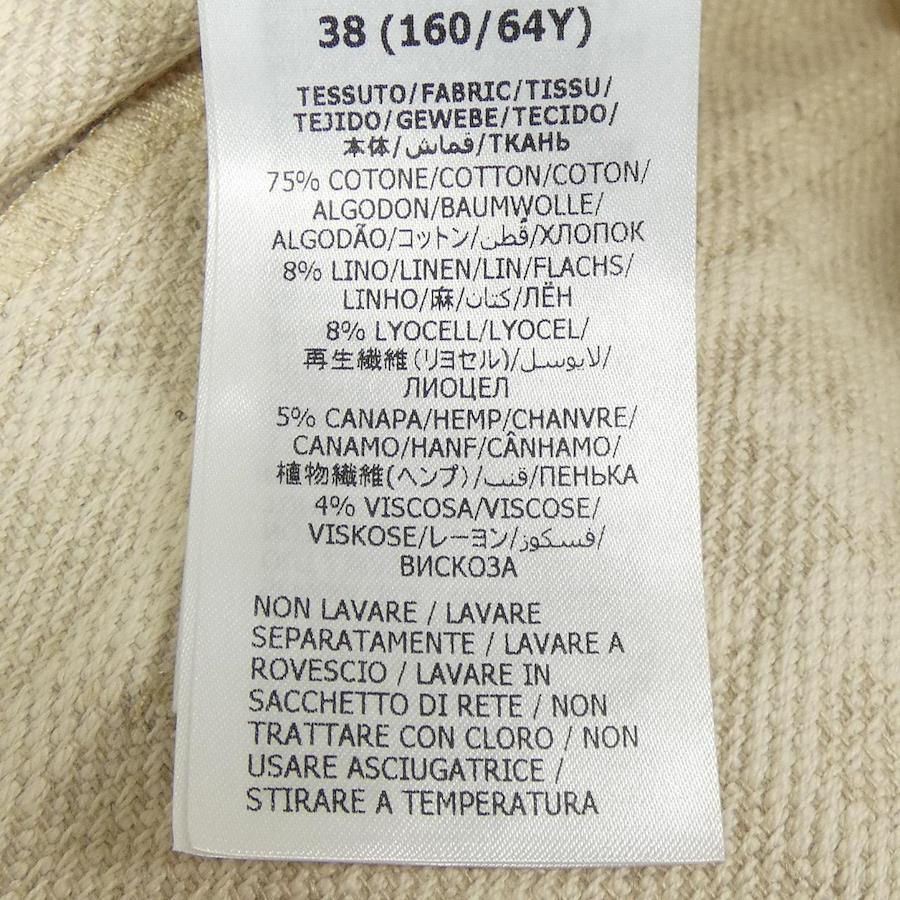 38 (160/64Y)
TESSUTO/FABRIC/TISSU/
TEJIDO/GEWEBE/TECIDO/
本体/قماش/ТКАНЬ
75% COTONE/COTTON/COTON/
ALGODON/BAUMWOLLE/
ALGODÃO/コットン/قطن/ХЛОПОК
8% LINO/LINEN/LIN/FLACHS/
LINHO/麻/كتان/ЛЁН
8% LYOCELL/LYOCEL/
再生繊維(リヨセル)/لايوسل/
ЛИОЦЕЛ
5% CANAPA/HEMP/CHANVRE/
CANAMO/HANF/CÂNHAMO/
植物繊維(ヘンプ)/قنب/ПЕНЬКА
4% VISCOSA/VISCOSE/
VISKOSE/レーヨン/فسكوز/
ВИСКОЗА
NON LAVARE / LAVARE
SEPARATAMENTE / LAVARE A
ROVESCIO / LAVARE IN
SACCHETTO DI RETE / NON
TRATTARE CON CLORO / NON
USARE ASCIUGATRICE /
STIRARE A TEMPERATURA